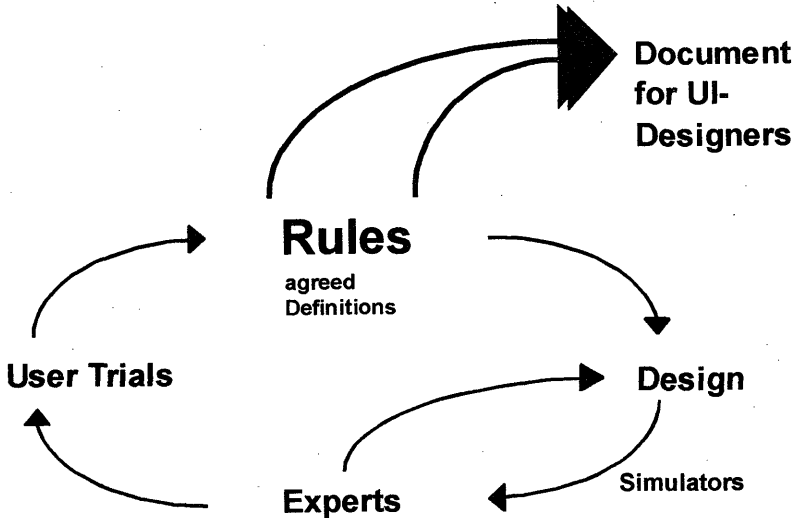 Document
for UI-
Designers
Rules
agreed
Definitions
User Trials
Design
Simulators
Experts